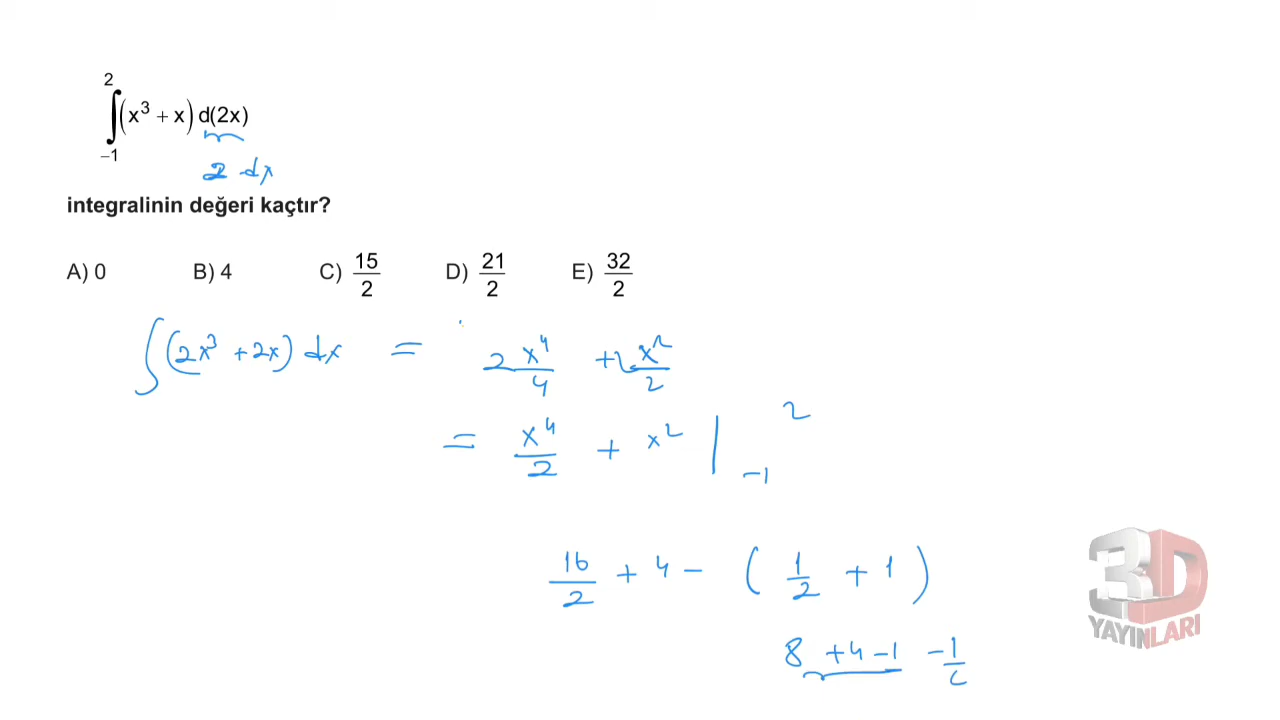 2
∫(x³ + x) d(2x)
−1
2 dx
integralinin değeri kaçtır?
A) 0 B) 4 C) 15/2 D) 21/2 E) 32/2
∫(2x³ + 2x) dx = 2x⁴/4 + 2x²/2
= x⁴/2 + x² | 2
−1
16/2 + 4 − (1/2 + 1)
8 + 4 − 1 − 1/
3D
YAYINLARI